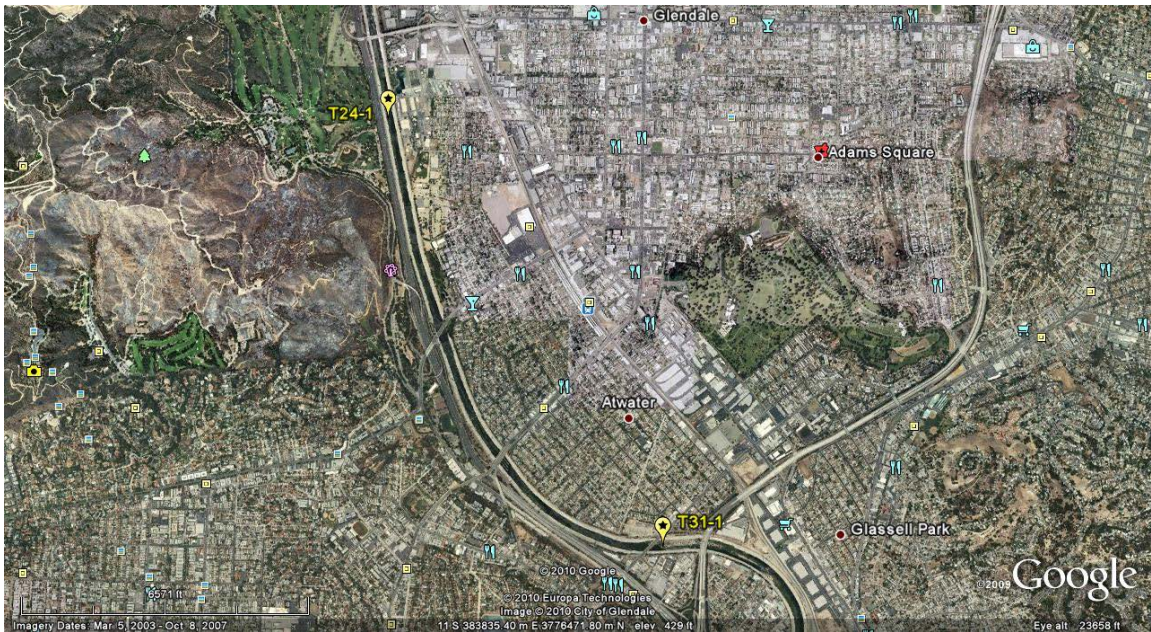 Glendale
T24-1
Adams Square
Atwater
T31-1
Glassell Park
© 2010 Google
© 2010 Europa Technologies
Image © 2010 City of Glendale
©2009 Google
6571 ft
Imagery Dates: Mar 5, 2003 - Oct 8, 2007
11 S 383835.40 m E 3776471.80 m N elev 429 ft
Eye alt 23658 ft